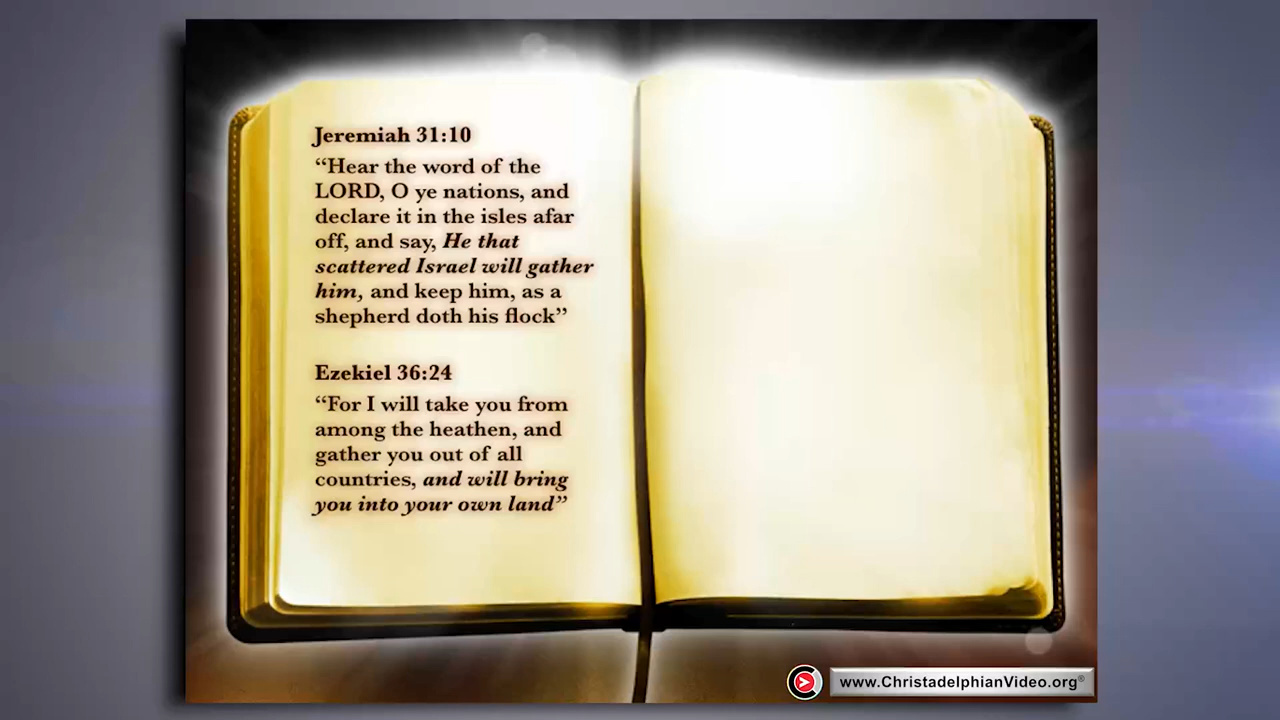 Jeremiah 31:10
“Hear the word of the
LORD, O ye nations, and
declare it in the isles afar
off, and say, He that
scattered Israel will gather
him, and keep him, as a
shepherd doth his flock”
Ezekiel 36:24
“For I will take you from
among the heathen, and
gather you out of all
countries, and will bring
you into your own land”
www.ChristadelphianVideo.org®